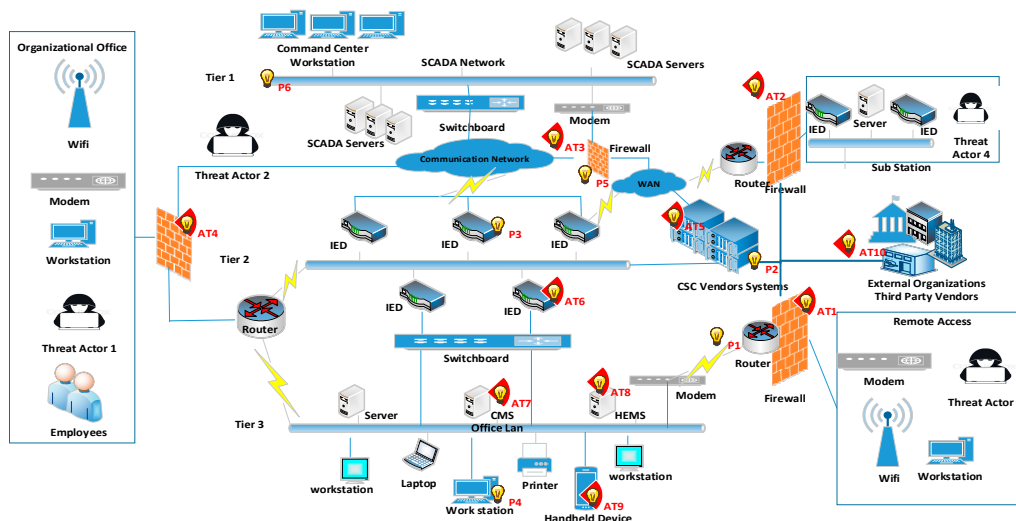 Organizational Office
Wifi
Modem
Workstation
Threat Actor 1
Employees
Command Center
Workstation
SCADA Network
SCADA Servers
Tier 1
P6
SCADA Servers
Switchboard
Modem
Threat Actor 2
AT3
Firewall
Communication Network
P5
WAN
Router
AT2
Firewall
IED
Server
IED
Threat
Actor 4
Sub Station
AT4
IED
P3
IED
IED
Tier 2
AT5
P2
CSC Vendors Systems
AT10
External Organizations
Third Party Vendors
IED
AT6
IED
Router
Switchboard
P1
Router
AT1
Firewall
Remote Access
Modem
Threat Actor
Wifi
Workstation
Server
AT7
CMS
AT8
HEMS
Modem
Tier 3
Office Lan
workstation
Laptop
P4
Work station
Printer
AT9
Handheld Device
workstation